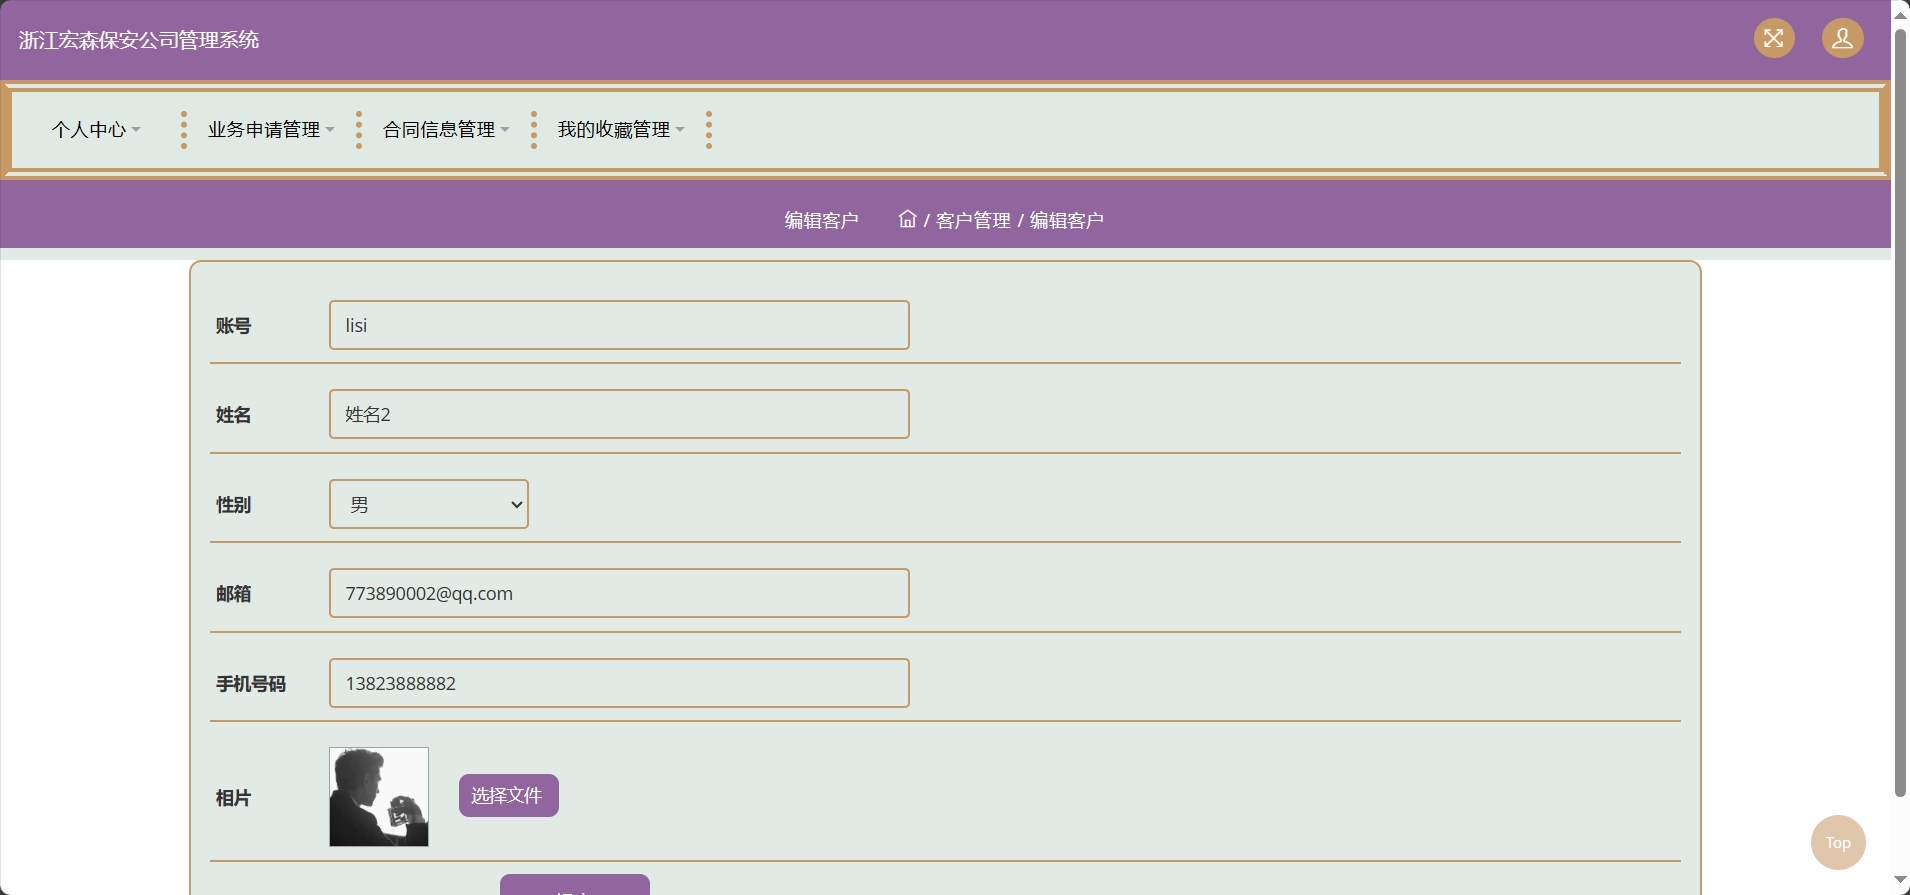 浙江宏森保安公司管理系统
个人中心 业务申请管理 合同信息管理 我的收藏管理
编辑客户 / 客户管理 / 编辑客户
账号 lisi
姓名 姓名2
性别 男
邮箱 773890002@qq.com
手机号码 13823888882
相片 选择文件
Top